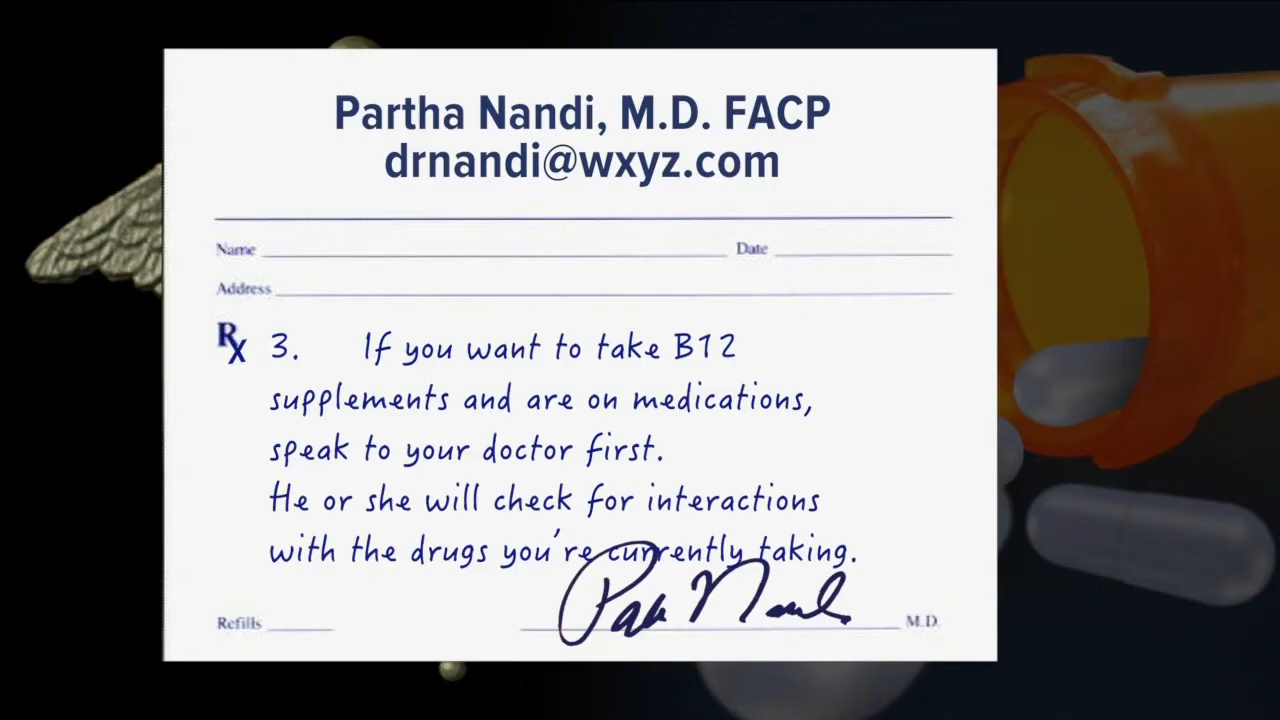 Partha Nandi, M.D. FACP
drnandi@wxyz.com
Name Date
Address
Rx 3. If you want to take B12
supplements and are on medications,
speak to your doctor first.
He or she will check for interactions
with the drugs you're currently taking.
Refills M.D.